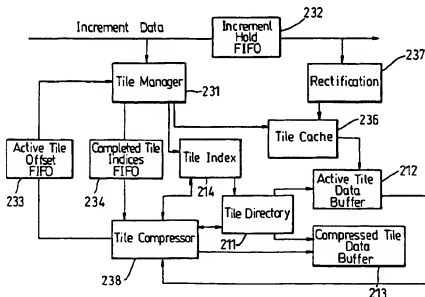 Increment Data
Increment
Hold
FIFO
232
Tile Manager
231
Rectification
237
Tile Cache
236
Active Tile
Offset
FIFO
233
Completed Tile
Indices
FIFO
234
Tile Index
214
Tile Directory
211
Active Tile
Data
Buffer
212
Tile Compressor
238
Compressed Tile
Data
Buffer
213